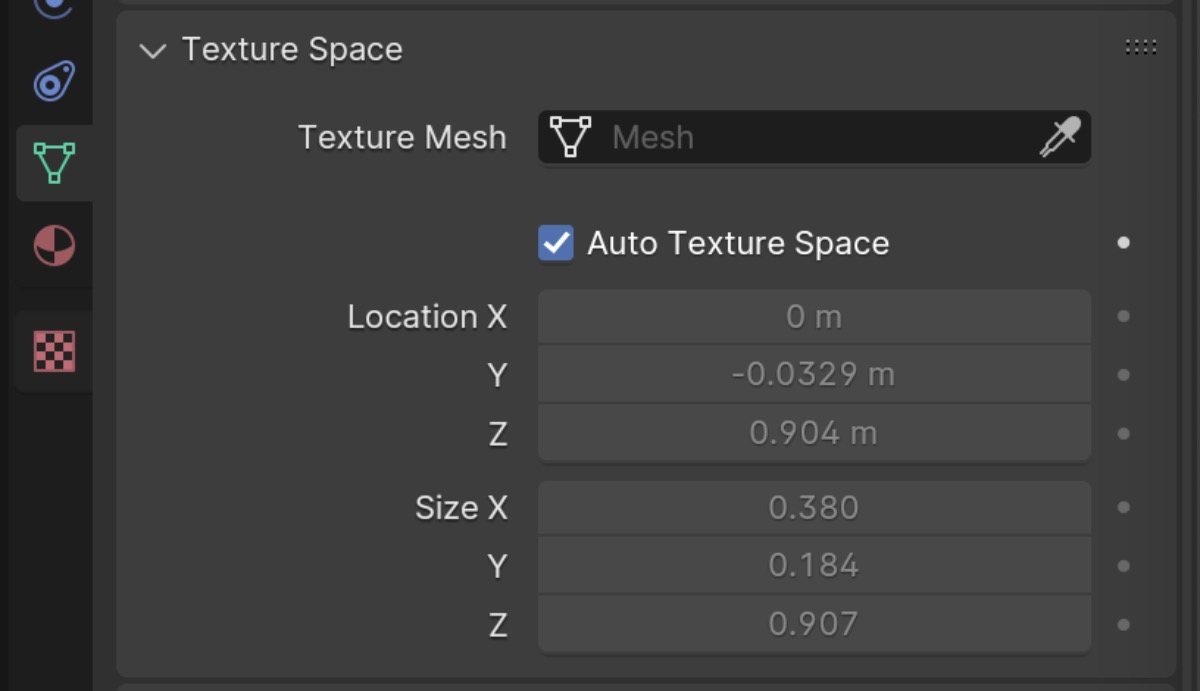 Texture Space
Texture Mesh Mesh
Auto Texture Space
Location X 0 m
Y -0.0329 m
Z 0.904 m
Size X 0.380
Y 0.184
Z 0.907